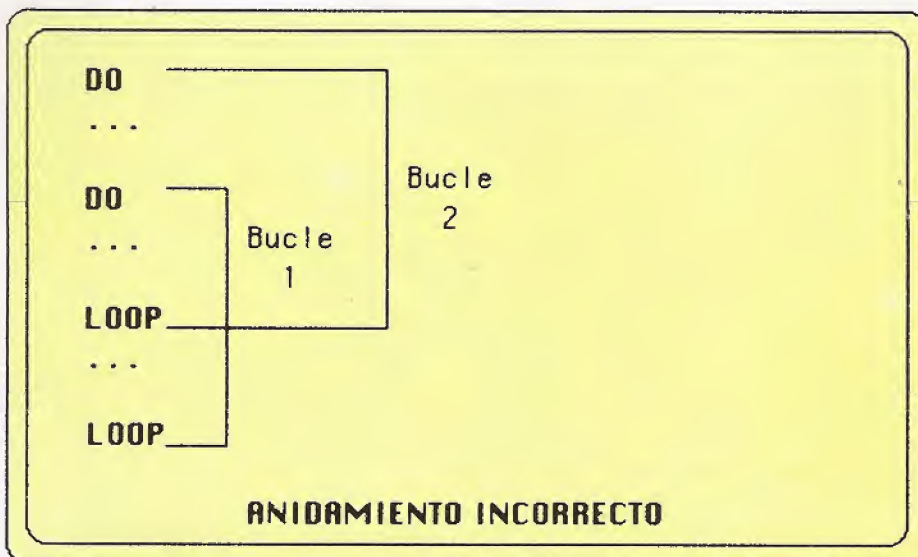 DO
...
DO
...
LOOP
...
LOOP
Bucle
1
Bucle
2
ANIDAMIENTO INCORRECTO